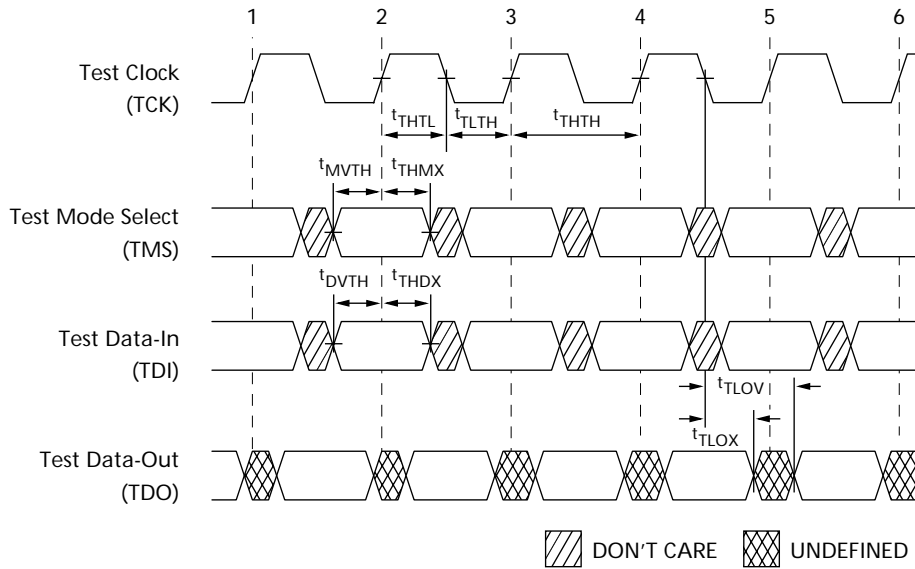 1 2 3 4 5 6
Test Clock
(TCK)
tTHTL tTLTH tTHTH
tMVTH tTHMX
Test Mode Select
(TMS)
tDVTH tTHDX
Test Data-In
(TDI)
tTLOV
tTLOX
Test Data-Out
(TDO)
DON'T CARE UNDEFINED